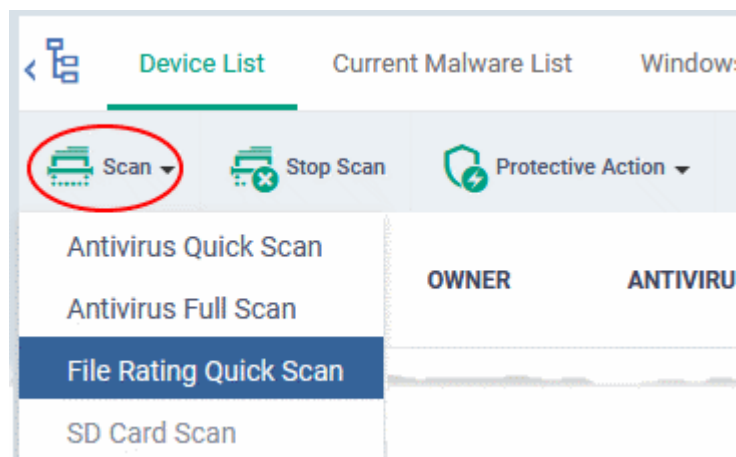 Device List Current Malware List Windows
Scan Stop Scan Protective Action
Antivirus Quick Scan
OWNER ANTIVIRU
Antivirus Full Scan
File Rating Quick Scan
SD Card Scan